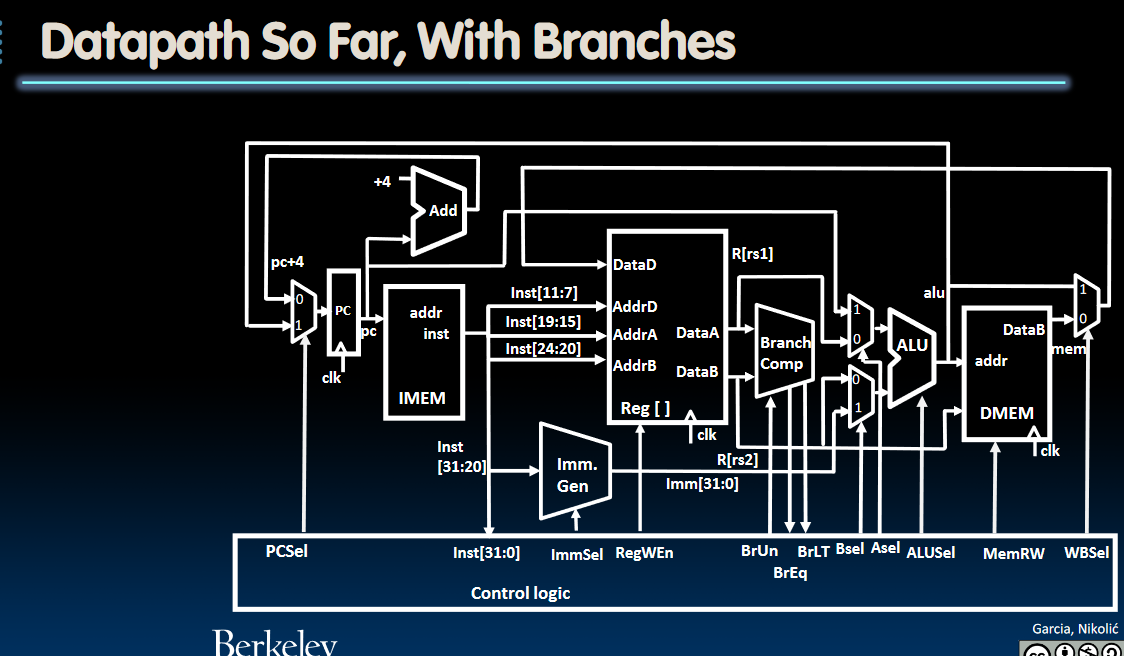 Datapath So Far, With Branches
+4
Add
pc+4
0
1
PC
pc
clk
addr
inst
IMEM
Inst[11:7]
Inst[19:15]
Inst[24:20]
DataD
AddrD
AddrA
AddrB
DataA
DataB
Reg [ ]
clk
R[rs1]
Branch
Comp
1
0
0
1
ALU
alu
DataB
addr
DMEM
clk
mem
1
0
Inst
[31:20]
Imm.
Gen
R[rs2]
Imm[31:0]
PCSel
Inst[31:0]
ImmSel
RegWEn
BrUn
BrEq
BrLT
Bsel
Asel
ALUSel
MemRW
WBSel
Control logic
Berkeley
Garcia, Nikolić